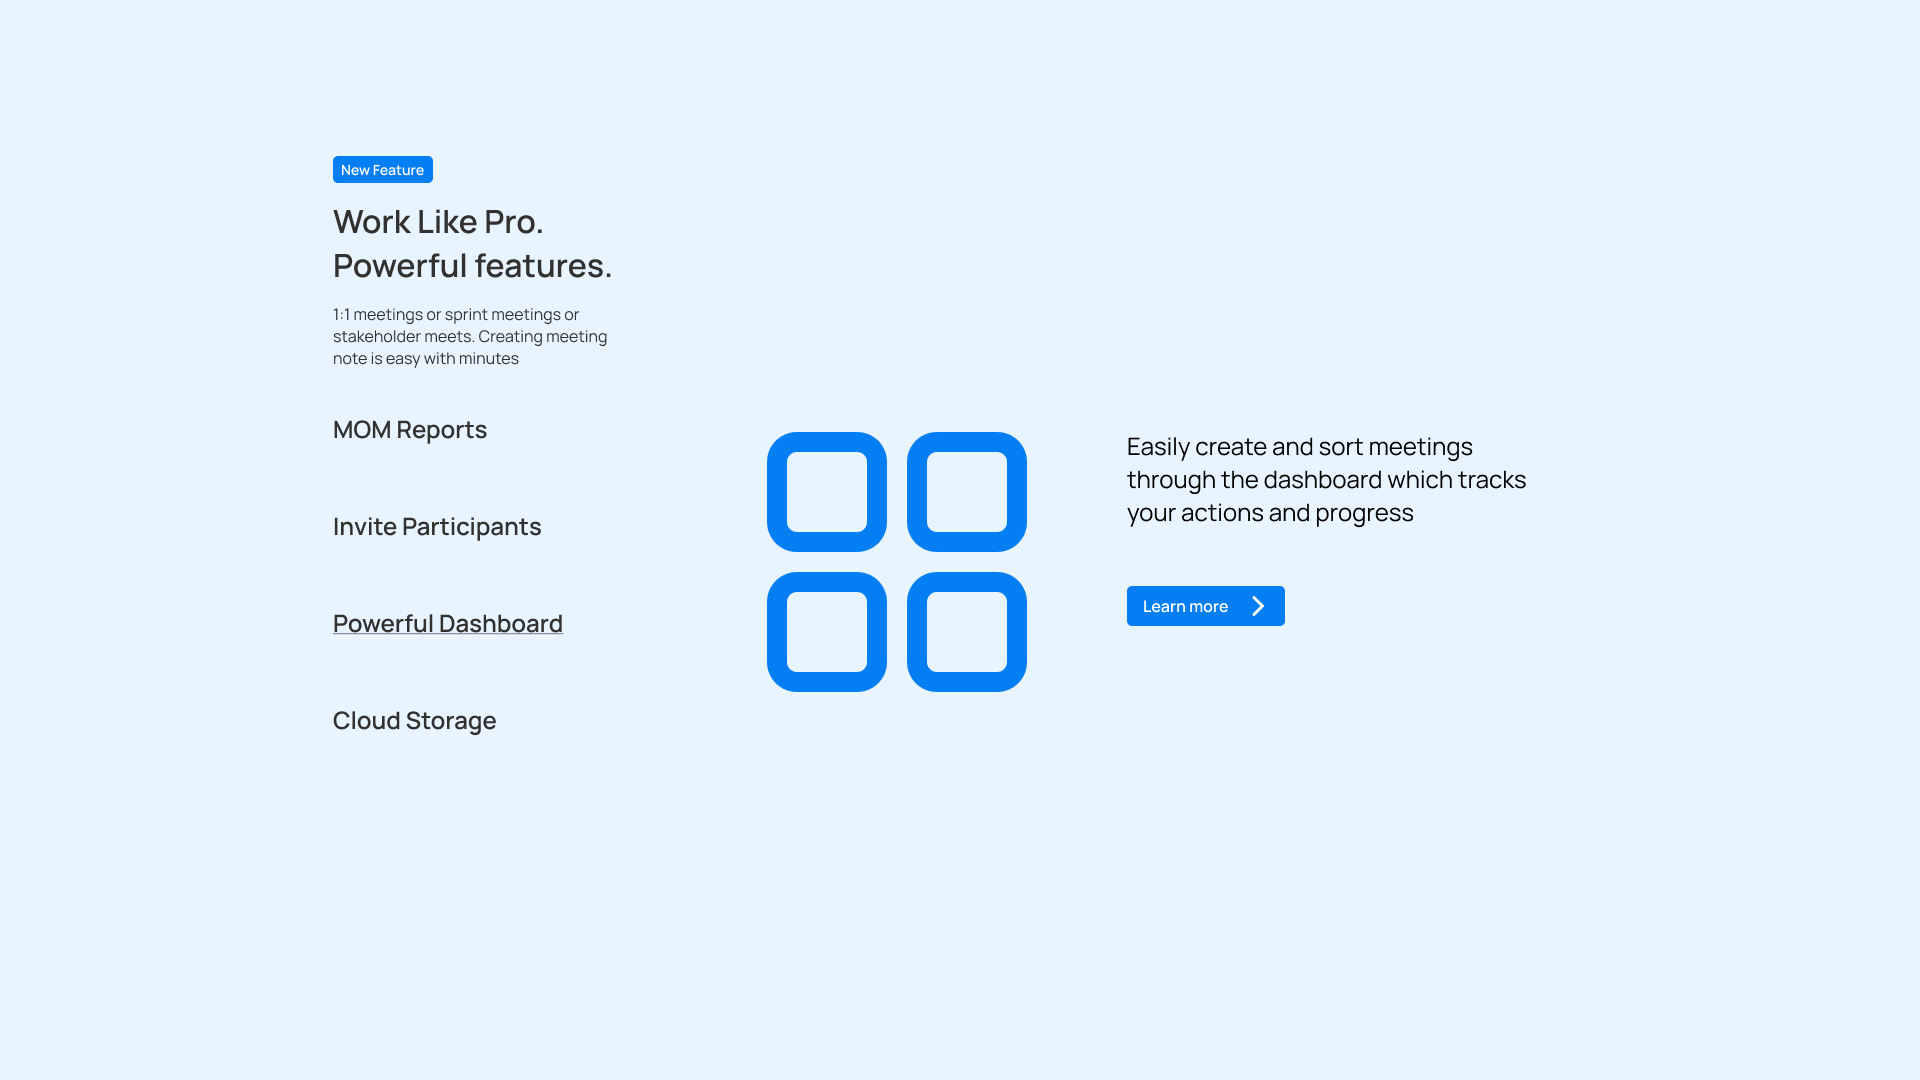 New Feature
Work Like Pro.
Powerful features.
1:1 meetings or sprint meetings or
stakeholder meets. Creating meeting
note is easy with minutes
MOM Reports
Invite Participants
Powerful Dashboard
Cloud Storage
Easily create and sort meetings
through the dashboard which tracks
your actions and progress
Learn more